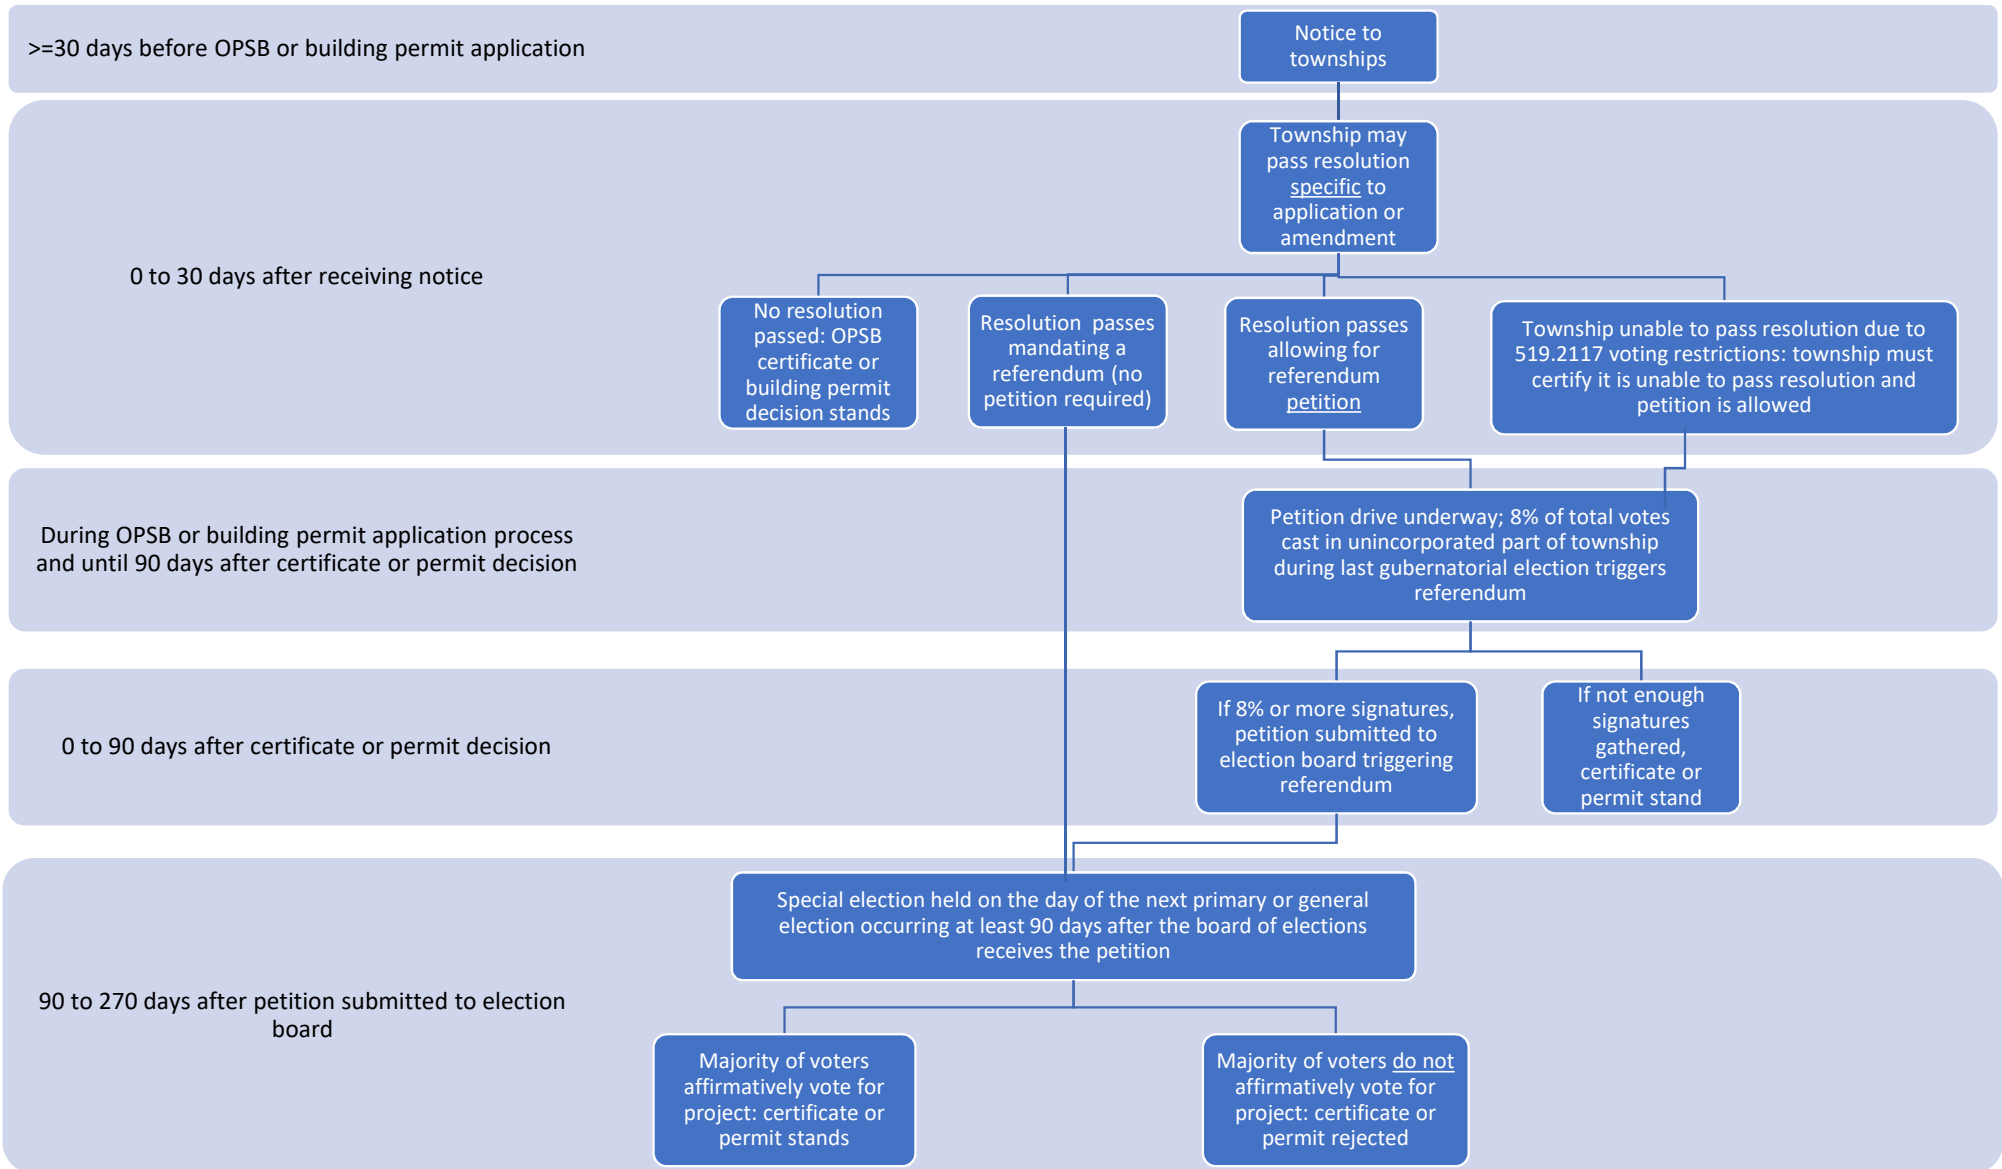 >=30 days before OPSB or building permit application
Notice to
townships
0 to 30 days after receiving notice
Township may
pass resolution
specific to
application or
amendment
No resolution
passed: OPSB
certificate or
building permit
decision stands
Resolution passes
mandating a
referendum (no
petition required)
Resolution passes
allowing for
referendum
petition
Township unable to pass resolution due to
519.2117 voting restrictions: township must
certify it is unable to pass resolution and
petition is allowed
During OPSB or building permit application process
and until 90 days after certificate or permit decision
Petition drive underway; 8% of total votes
cast in unincorporated part of township
during last gubernatorial election triggers
referendum
0 to 90 days after certificate or permit decision
If 8% or more signatures,
petition submitted to
election board triggering
referendum
If not enough
signatures
gathered,
certificate or
permit stand
90 to 270 days after petition submitted to election
board
Special election held on the day of the next primary or general
election occurring at least 90 days after the board of elections
receives the petition
Majority of voters
affirmatively vote for
project: certificate or
permit stands
Majority of voters do not
affirmatively vote for
project: certificate or
permit rejected